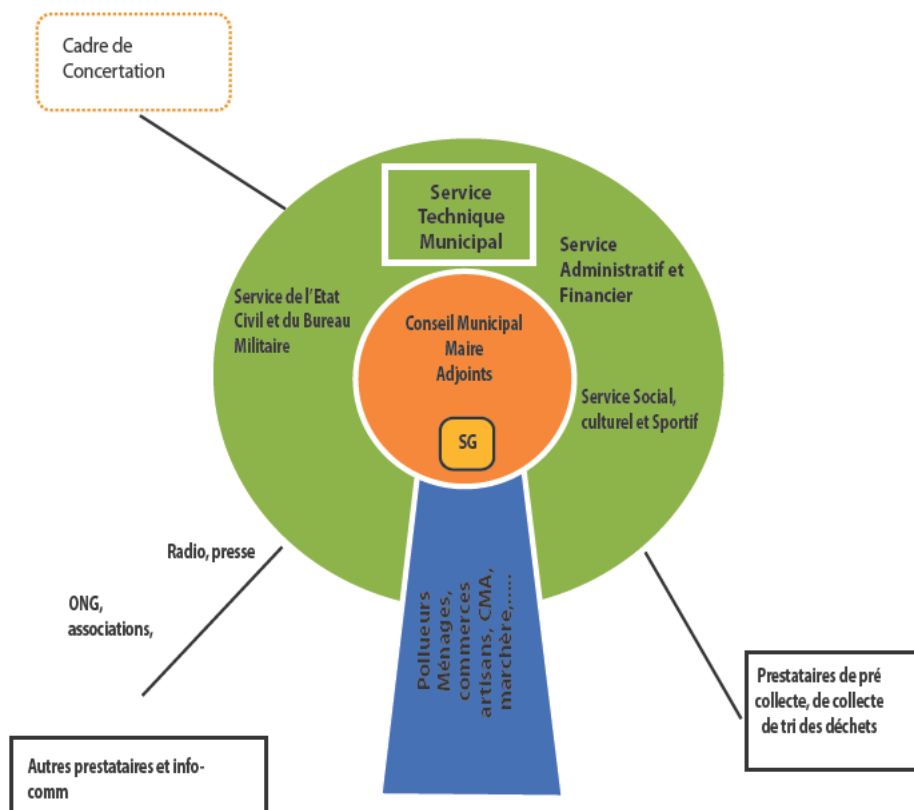 Cadre de
Concertation
Service
Technique
Municipal
Service
Administratif et
Financier
Service de l'Etat
Civil et du Bureau
Militaire
Conseil Municipal
Maire
Adjoints
Service Social,
culturel et Sportif
SG
Radio, presse
ONG,
associations,
Pollueurs
Ménages,
commerces
artisans, CMA,
marchère,.....
Prestataires de pré
collecte, de collecte
de tri des déchets
Autres prestataires et info-
comm